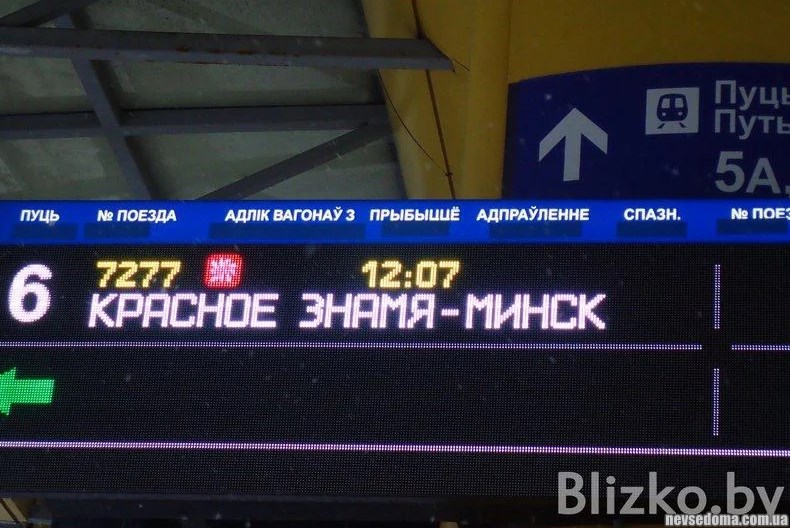 Пуць
Путь
5А,
ПУЦЬ № ПОЕЗДА АДЛІК ВАГОНАЎ З ПРЫБЫЦЦЁ АДПРАЎЛЕННЕ СПАЗН. № ПОЕЗ
6 7277 12:07
КРАСНОЕ ЗНАМЯ-МИНСК
Blizko.by
nevsedoma.com.ua